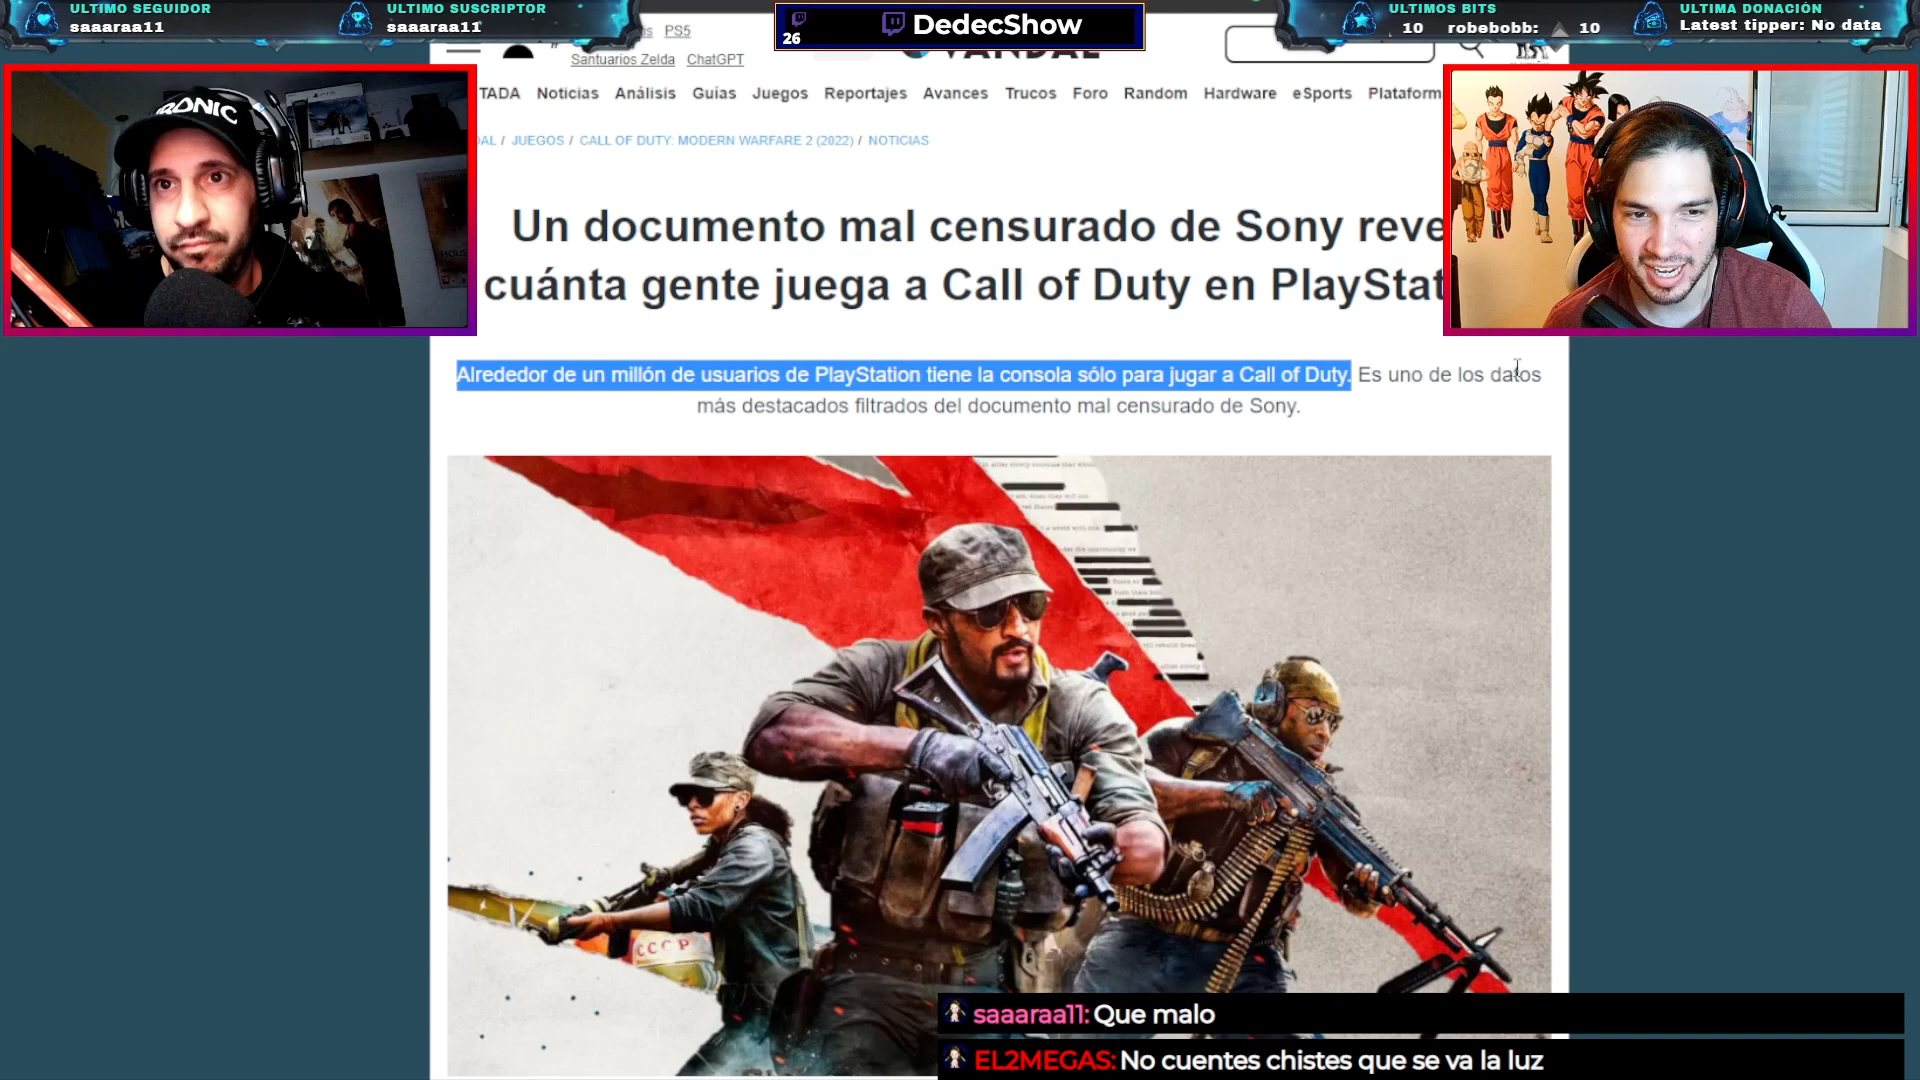 ULTIMO SEGUIDOR
saaaraa11
ULTIMO SUSCRIPTOR
saaaraa11
26
DedecShow
ULTIMOS BITS
10 robebobb: 10
ULTIMA DONACIÓN
Latest tipper: No data
PS5
Santuarios Zelda ChatGPT
VANDAL
TADA Noticias Análisis Guías Juegos Reportajes Avances Trucos Foro Random Hardware eSports Plataform
DAL / JUEGOS / CALL OF DUTY: MODERN WARFARE 2 (2022) / NOTICIAS
Un documento mal censurado de Sony reve
cuánta gente juega a Call of Duty en PlayStat
Alrededor de un millón de usuarios de PlayStation tiene la consola sólo para jugar a Call of Duty. Es uno de los datos
más destacados filtrados del documento mal censurado de Sony.
CCCP
saaaraa11: Que malo
EL2MEGAS: No cuentes chistes que se va la luz
RONIC